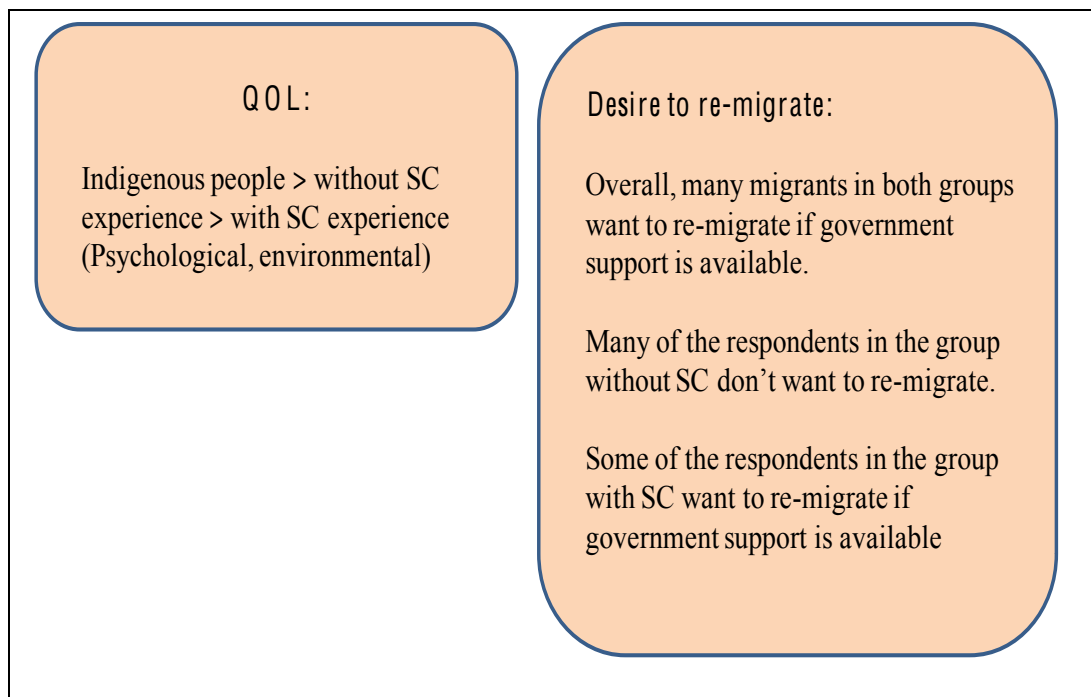 QOL:
Indigenous people > without SC
experience > with SC experience
(Psychological, environmental)
Desire to re-migrate:
Overall, many migrants in both groups
want to re-migrate if government
support is available.
Many of the respondents in the group
without SC don’t want to re-migrate.
Some of the respondents in the group
with SC want to re-migrate if
government support is available